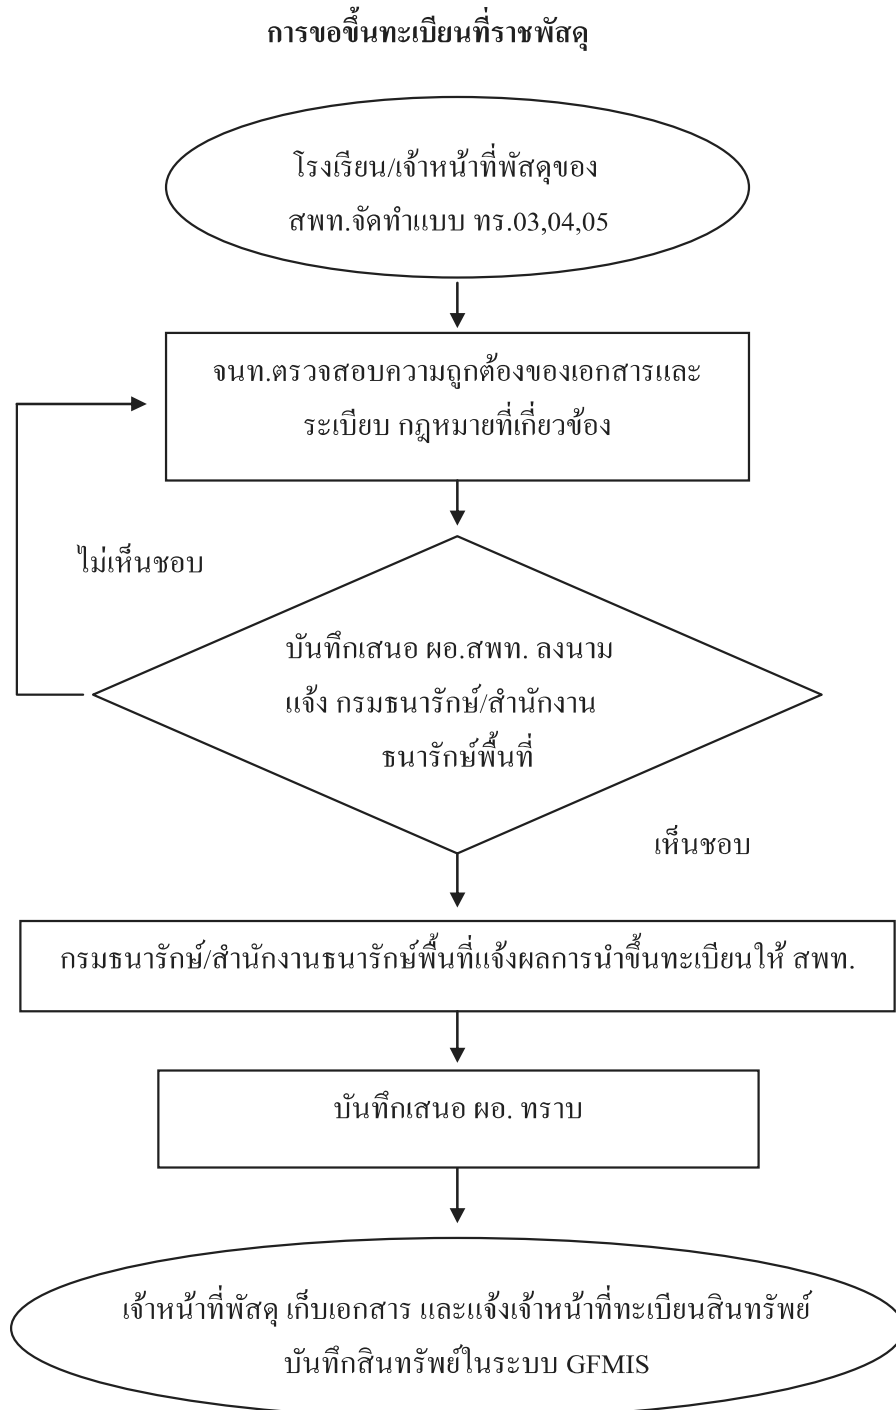 การขอขึ้นทะเบียนที่ราชพัสดุ
โรงเรียน/เจ้าหน้าที่พัสดุของ
สพท.จัดทำแบบ ทร.03,04,05
จนท.ตรวจสอบความถูกต้องของเอกสารและ
ระเบียบ กฎหมายที่เกี่ยวข้อง
ไม่เห็นชอบ
บันทึกเสนอ ผอ.สพท. ลงนาม
แจ้ง กรมธนารักษ์/สำนักงาน
ธนารักษ์พื้นที่
เห็นชอบ
กรมธนารักษ์/สำนักงานธนารักษ์พื้นที่แจ้งผลการนำขึ้นทะเบียนให้ สพท.
บันทึกเสนอ ผอ. ทราบ
เจ้าหน้าที่พัสดุ เก็บเอกสาร และแจ้งเจ้าหน้าที่ทะเบียนสินทรัพย์
บันทึกสินทรัพย์ในระบบ GFMIS